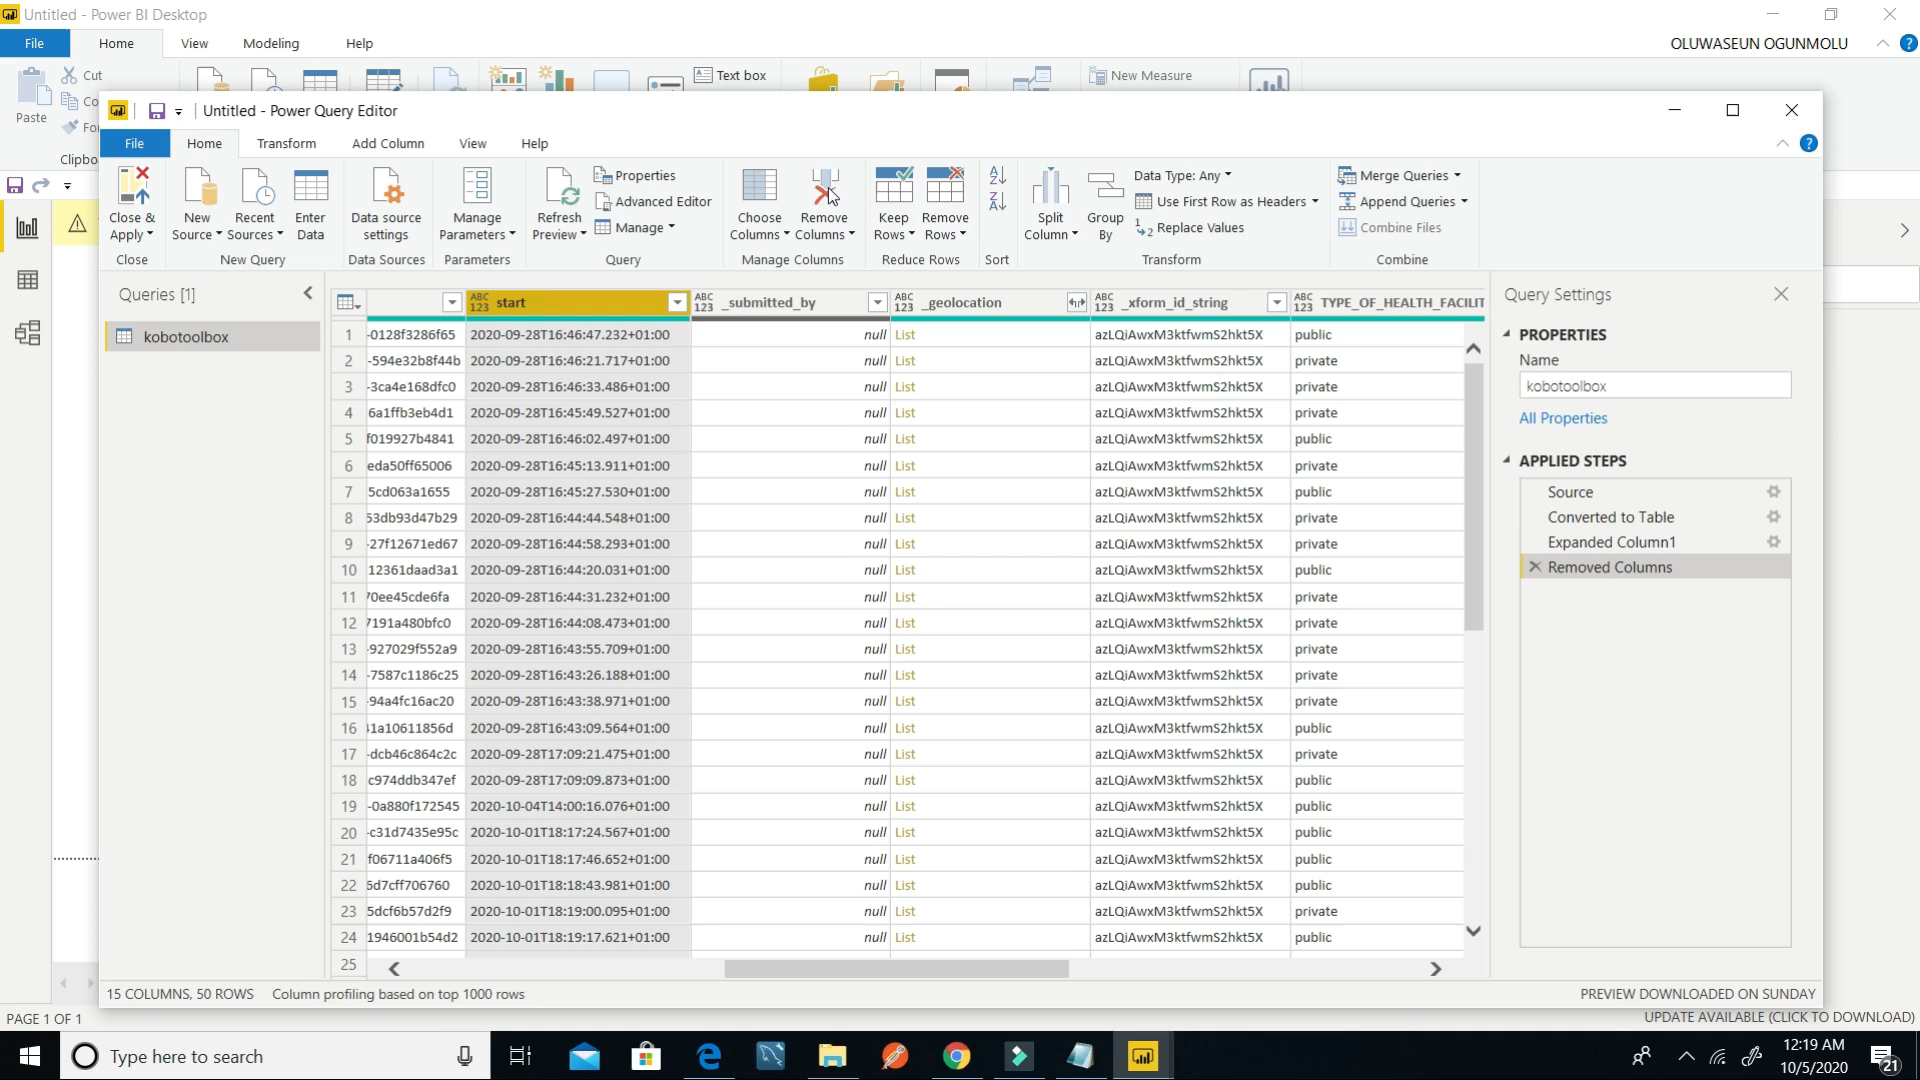 Untitled - Power BI Desktop
File Home View Modeling Help
OLUWASEUN OGUNMOLU
Cut
Text box
New Measure
Paste
Clipbo
Untitled - Power Query Editor
File Home Transform Add Column View Help
Close & Apply
New Source
Recent Sources
Enter Data
Data source settings
Manage Parameters
Refresh Preview
Properties
Advanced Editor
Manage
Choose Columns
Remove Columns
Keep Rows
Remove Rows
Split Column
Group By
Data Type: Any
Use First Row as Headers
Replace Values
Merge Queries
Append Queries
Combine Files
Close New Query Data Sources Parameters Query Manage Columns Reduce Rows Sort Transform Combine
Queries [1]
kobotoolbox
ABC 123 start ABC 123 _submitted_by ABC 123 _geolocation ABC 123 _xform_id_string ABC 123 TYPE_OF_HEALTH_FACILIT
1 -0128f3286f65 2020-09-28T16:46:47.232+01:00 null List azLQiAwxM3ktfwmS2hkt5X public
2 -594e32b8f44b 2020-09-28T16:46:21.717+01:00 null List azLQiAwxM3ktfwmS2hkt5X private
3 -3ca4e168dfc0 2020-09-28T16:46:33.486+01:00 null List azLQiAwxM3ktfwmS2hkt5X private
4 6a1ffb3eb4d1 2020-09-28T16:45:49.527+01:00 null List azLQiAwxM3ktfwmS2hkt5X private
5 f019927b4841 2020-09-28T16:46:02.497+01:00 null List azLQiAwxM3ktfwmS2hkt5X public
6 eda50ff65006 2020-09-28T16:45:13.911+01:00 null List azLQiAwxM3ktfwmS2hkt5X private
7 5cd063a1655 2020-09-28T16:45:27.530+01:00 null List azLQiAwxM3ktfwmS2hkt5X public
8 53db93d47b29 2020-09-28T16:44:44.548+01:00 null List azLQiAwxM3ktfwmS2hkt5X private
9 -27f12671ed67 2020-09-28T16:44:58.293+01:00 null List azLQiAwxM3ktfwmS2hkt5X private
10 12361daad3a1 2020-09-28T16:44:20.031+01:00 null List azLQiAwxM3ktfwmS2hkt5X public
11 70ee45cde6fa 2020-09-28T16:44:31.232+01:00 null List azLQiAwxM3ktfwmS2hkt5X private
12 7191a480bfc0 2020-09-28T16:44:08.473+01:00 null List azLQiAwxM3ktfwmS2hkt5X private
13 -927029f552a9 2020-09-28T16:43:55.709+01:00 null List azLQiAwxM3ktfwmS2hkt5X private
14 -7587c1186c25 2020-09-28T16:43:26.188+01:00 null List azLQiAwxM3ktfwmS2hkt5X private
15 -94a4fc16ac20 2020-09-28T16:43:38.971+01:00 null List azLQiAwxM3ktfwmS2hkt5X private
16 41a10611856d 2020-09-28T16:43:09.564+01:00 null List azLQiAwxM3ktfwmS2hkt5X public
17 -dcb46c864c2c 2020-09-28T17:09:21.475+01:00 null List azLQiAwxM3ktfwmS2hkt5X private
18 c974ddb347ef 2020-09-28T17:09:09.873+01:00 null List azLQiAwxM3ktfwmS2hkt5X public
19 -0a880f172545 2020-10-04T14:00:16.076+01:00 null List azLQiAwxM3ktfwmS2hkt5X public
20 -c31d7435e95c 2020-10-01T18:17:24.567+01:00 null List azLQiAwxM3ktfwmS2hkt5X public
21 f06711a406f5 2020-10-01T18:17:46.652+01:00 null List azLQiAwxM3ktfwmS2hkt5X public
22 6d7cff706760 2020-10-01T18:18:43.981+01:00 null List azLQiAwxM3ktfwmS2hkt5X public
23 5dcf6b57d2f9 2020-10-01T18:19:00.095+01:00 null List azLQiAwxM3ktfwmS2hkt5X private
24 1946001b54d2 2020-10-01T18:19:17.621+01:00 null List azLQiAwxM3ktfwmS2hkt5X public
25
Query Settings
PROPERTIES
Name
kobotoolbox
All Properties
APPLIED STEPS
Source
Converted to Table
Expanded Column1
Removed Columns
15 COLUMNS, 50 ROWS Column profiling based on top 1000 rows
PREVIEW DOWNLOADED ON SUNDAY
PAGE 1 OF 1
UPDATE AVAILABLE (CLICK TO DOWNLOAD)
Type here to search
12:19 AM
10/5/2020
21